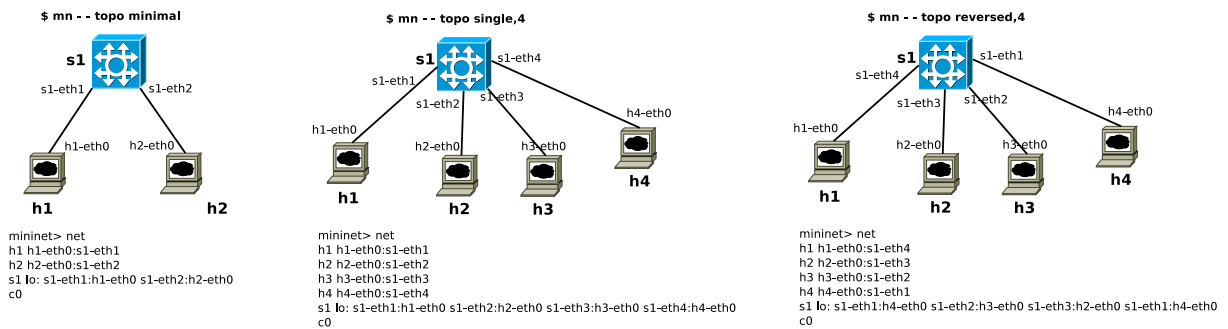 $ mn - - topo minimal
s1
s1-eth1
s1-eth2
h1-eth0
h2-eth0
h1
h2
mininet> net
h1 h1-eth0:s1-eth1
h2 h2-eth0:s1-eth2
s1 lo: s1-eth1:h1-eth0 s1-eth2:h2-eth0
c0
$ mn - - topo single,4
s1
s1-eth4
s1-eth1
s1-eth2
s1-eth3
h4-eth0
h1-eth0
h2-eth0
h3-eth0
h1
h2
h3
h4
mininet> net
h1 h1-eth0:s1-eth1
h2 h2-eth0:s1-eth2
h3 h3-eth0:s1-eth3
h4 h4-eth0:s1-eth4
s1 lo: s1-eth1:h1-eth0 s1-eth2:h2-eth0 s1-eth3:h3-eth0 s1-eth4:h4-eth0
c0
$ mn - - topo reversed,4
s1
s1-eth1
s1-eth4
s1-eth3
s1-eth2
h4-eth0
h1-eth0
h2-eth0
h3-eth0
h1
h2
h3
h4
mininet> net
h1 h1-eth0:s1-eth4
h2 h2-eth0:s1-eth3
h3 h3-eth0:s1-eth2
h4 h4-eth0:s1-eth1
s1 lo: s1-eth1:h4-eth0 s1-eth2:h3-eth0 s1-eth3:h2-eth0 s1-eth1:h4-eth0
c0